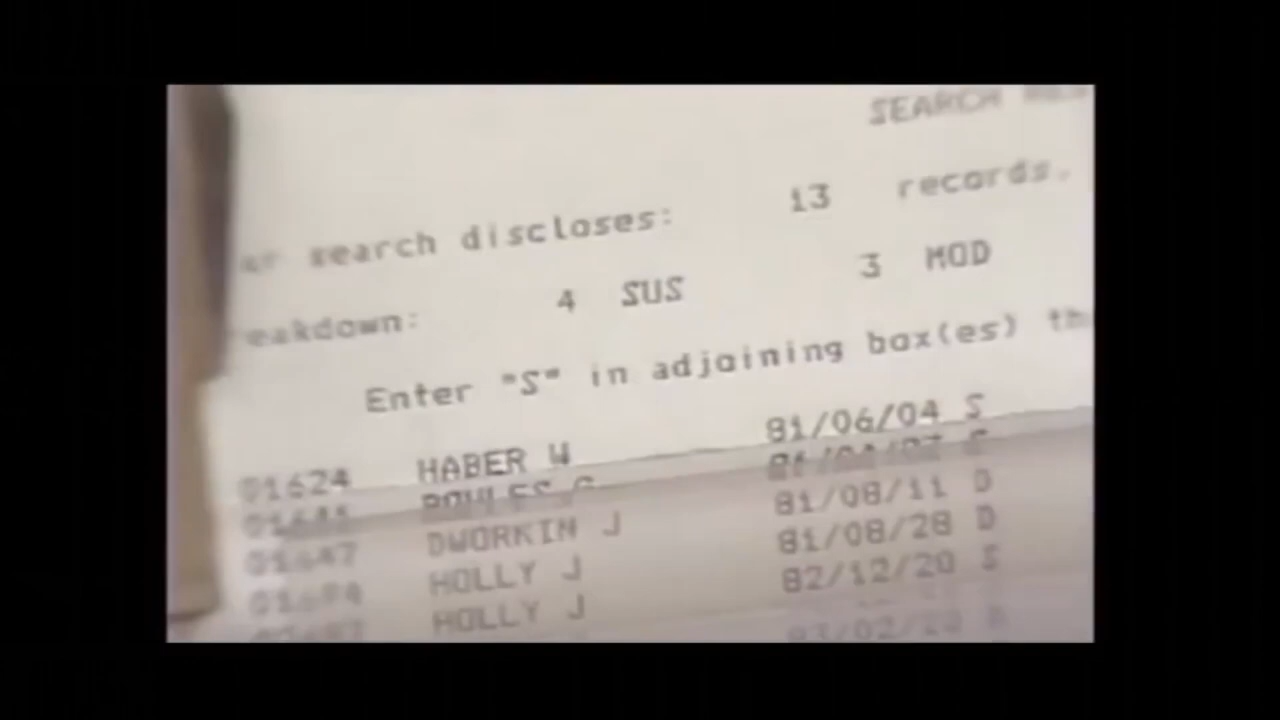 SEARCH
search discloses: 13 records.
eakdown: 4 SUS 3 MOD
Enter "S" in adjoining box(es)
01624 HABER W 81/06/04 S
01647 DWORKIN J 81/08/11 D
HOLLY J 81/08/28 D
HOLLY J 82/12/20 S